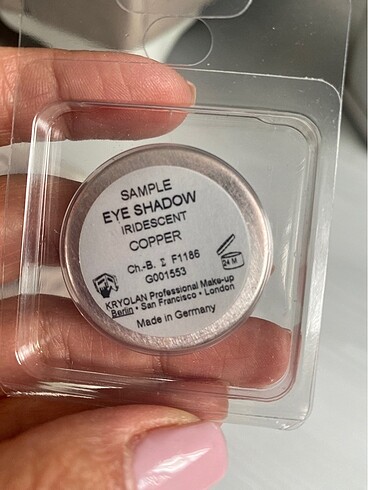 SAMPLE
EYE SHADOW
IRIDESCENT
COPPER
Ch.-B. I F1186
G001553
24 M
KRYOLAN Professional Make-up
Berlin • San Francisco • London
Made in Germany